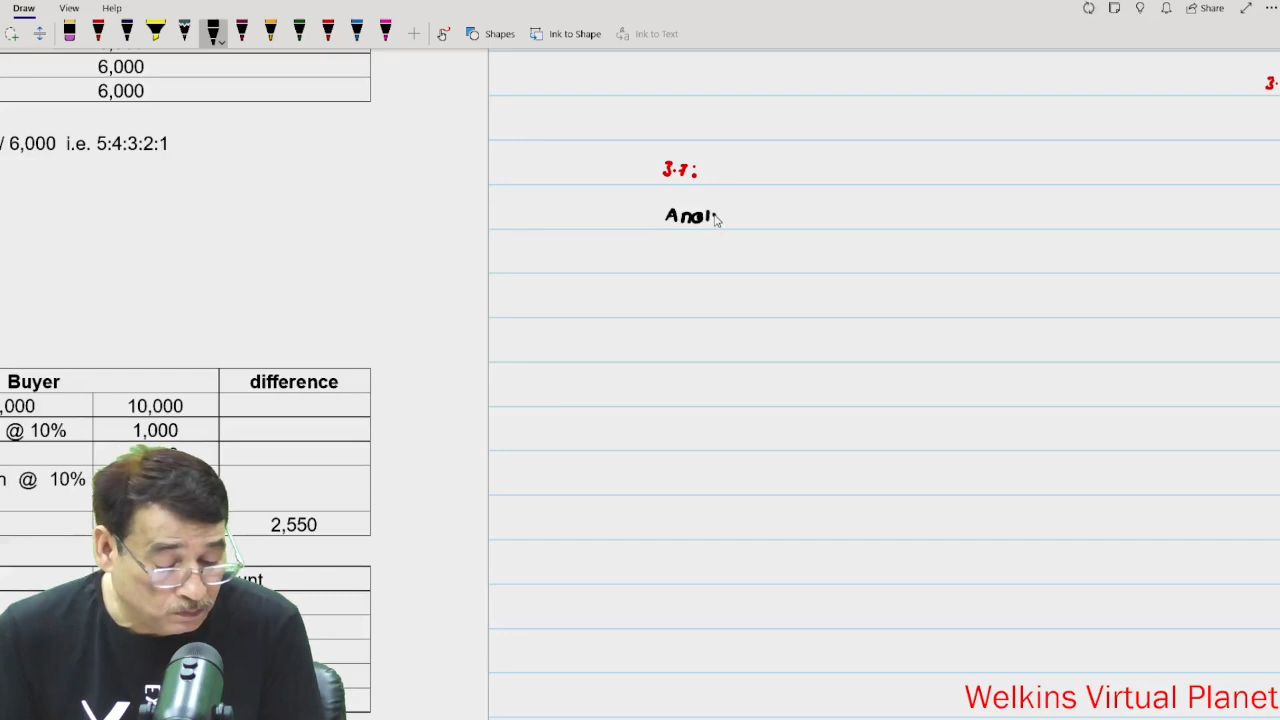 Draw View Help Share
Shapes Ink to Shape Ink to Text
6,000
6,000
/ 6,000 i.e. 5:4:3:2:1
3.
3.7:
Anal
Buyer difference
,000 10,000
@ 10% 1,000
n @ 10%
2,550
unt
Welkins Virtual Planet